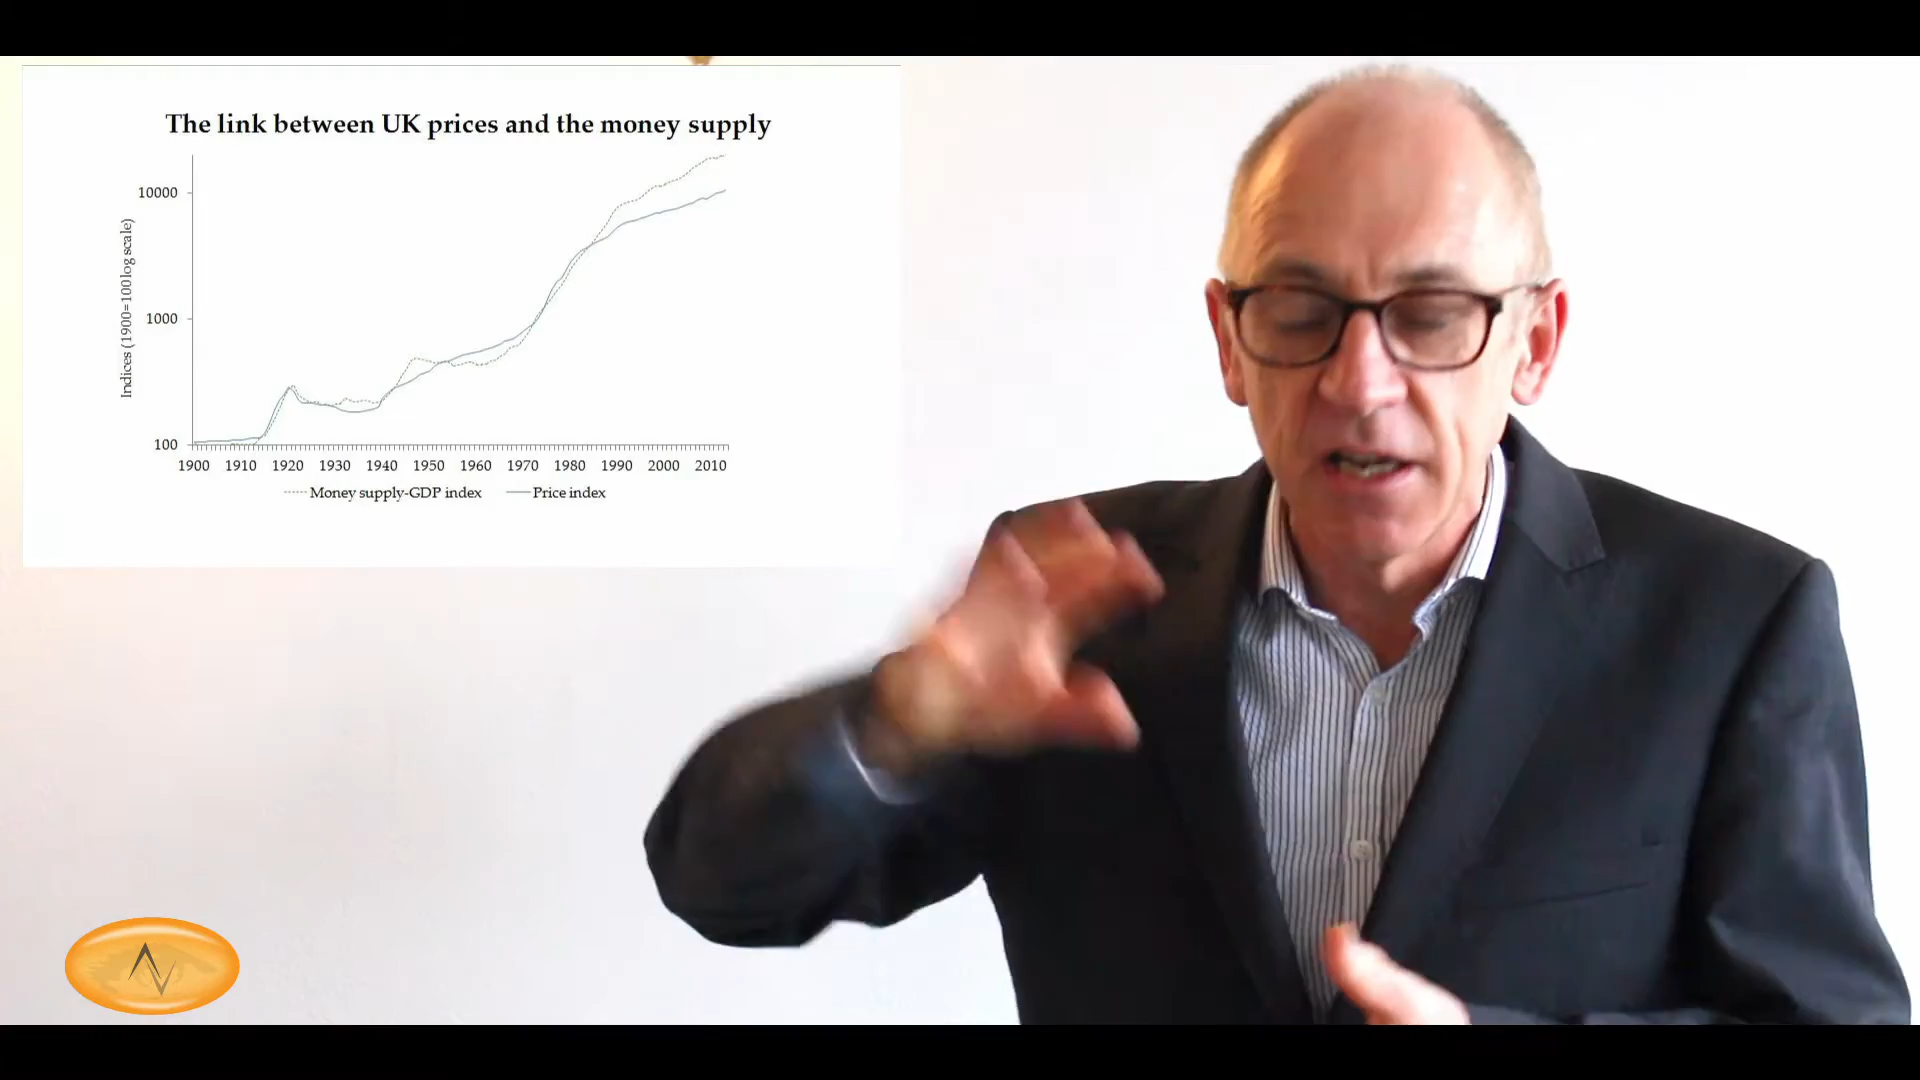 The link between UK prices and the money supply
10000
1000
100
Indices (1900=100 log scale)
1900 1910 1920 1930 1940 1950 1960 1970 1980 1990 2000 2010
Money supply-GDP index Price index